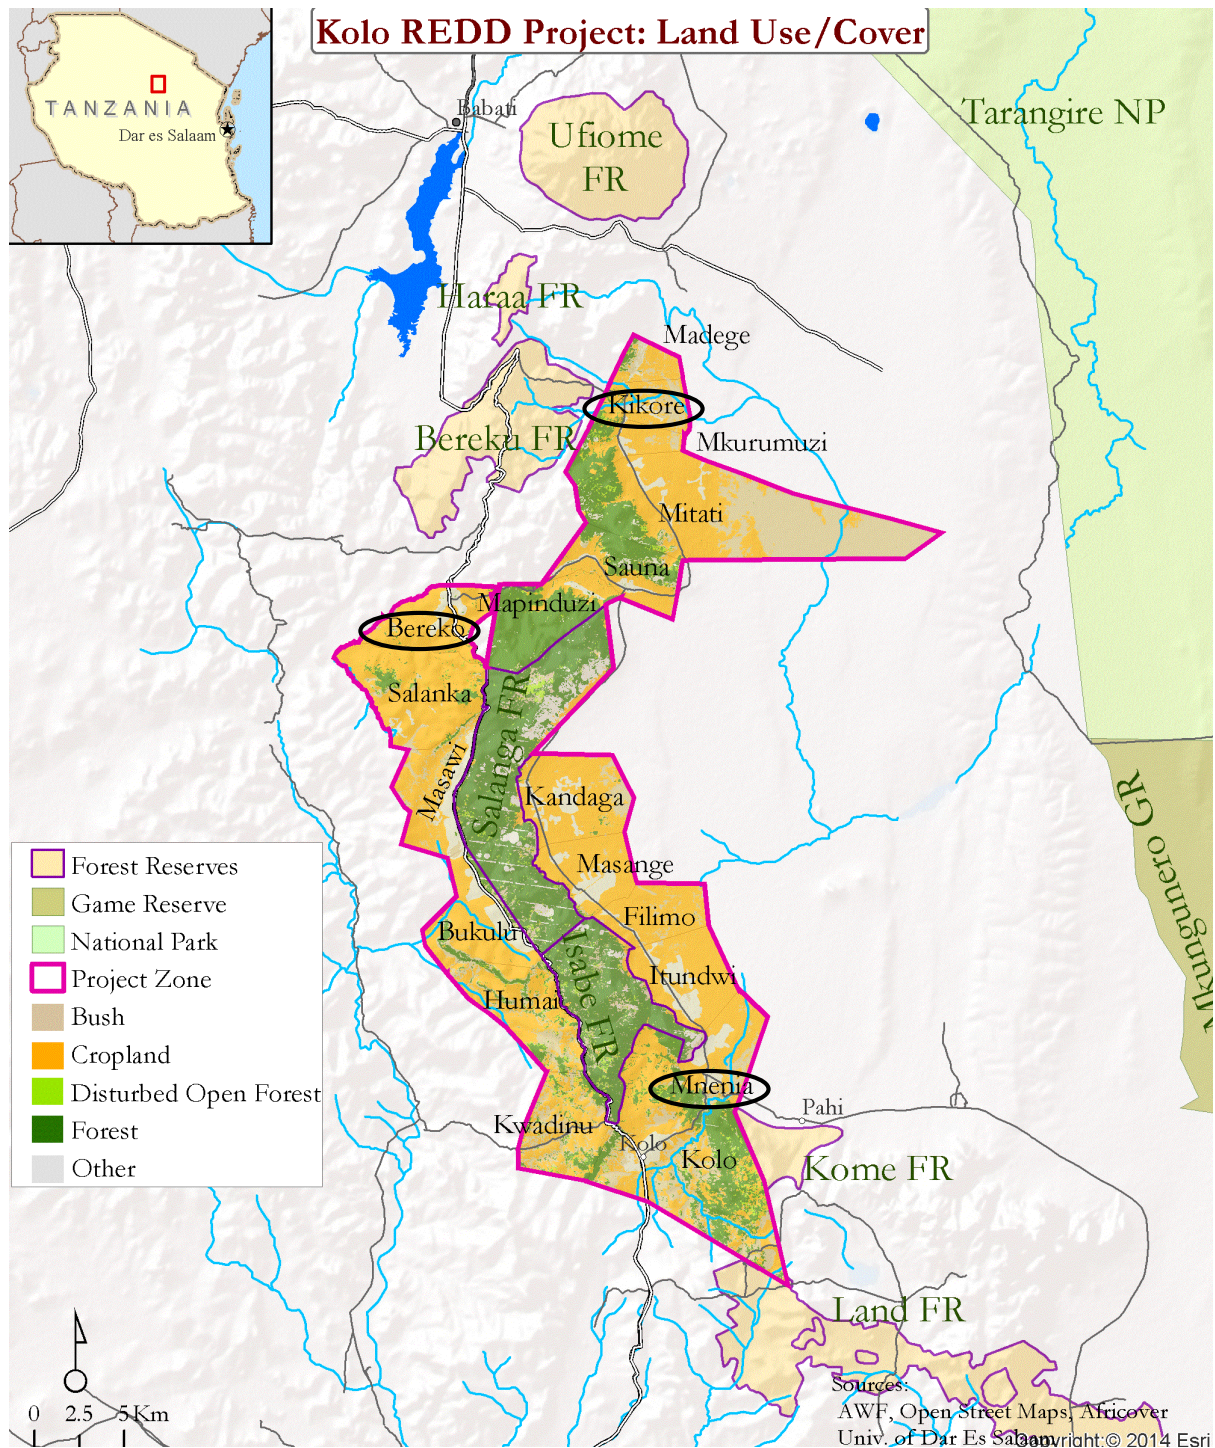 Kolo REDD Project: Land Use/Cover
TANZANIA
Dar es Salaam
Babati
Ufiome
FR
Tarangire NP
Haraa FR
Madege
Kikore
Bereku FR
Mkurumuzi
Mitati
Sauna
Mapinduzi
Bereko
Salanka
Salanga FR
Masawi
Kandaga
Mkungunero GR
Masange
Filimo
Bukulu
Isabe FR
Itundwi
Humai
Mnenia
Pahi
Kwadinu
Kolo
Kolo
Kome FR
Land FR
Forest Reserves
Game Reserve
National Park
Project Zone
Bush
Cropland
Disturbed Open Forest
Forest
Other
0 2.5 5 Km
Sources:
AWF, Open Street Maps, Africover
Univ. of Dar Es Salaam
Copyright:© 2014 Esri